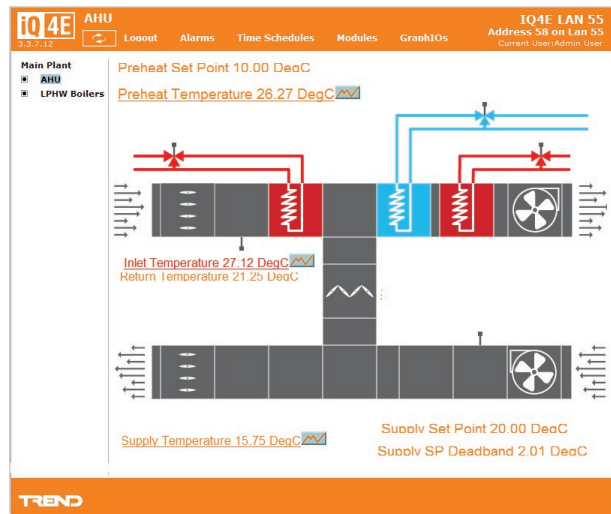 iQ 4E AHU
IQ4E LAN 55
Address 58 on Lan 55
Current User:Admin User
3.3.7.12
Logout Alarms Time Schedules Modules GraphIOs
Main Plant
AHU
LPHW Boilers
Preheat Set Point 10.00 DegC
Preheat Temperature 26.27 DegC
Inlet Temperature 27.12 DegC
Return Temperature 21.25 DegC
Supply Set Point 20.00 DegC
Supply Temperature 15.75 DegC
Supply SP Deadband 2.01 DegC
TREND